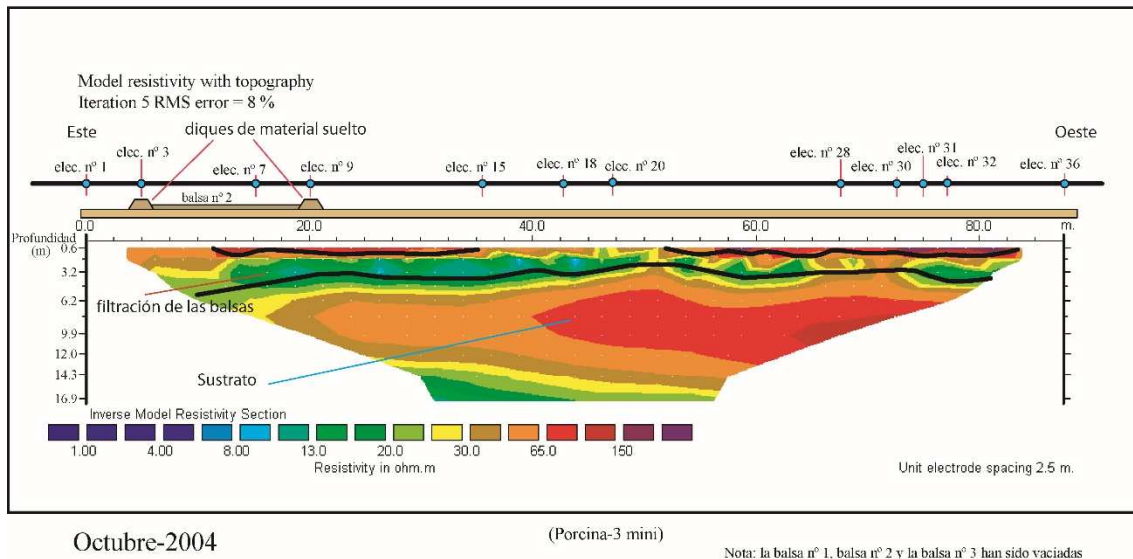 Model resistivity with topography
Iteration 5 RMS error = 8 %
diques de material suelto
Este
Oeste
elec. nº 1
elec. nº 3
elec. nº 7
elec. nº 9
elec. nº 15
elec. nº 18
elec. nº 20
elec. nº 28
elec. nº 30
elec. nº 31
elec. nº 32
elec. nº 36
balsa nº 2
0.0 20.0 40.0 60.0 80.0 m.
Profundidad
(m)
0.6
3.2
6.2
9.9
12.0
14.3
16.9
filtración de las balsas
Sustrato
Inverse Model Resistivity Section
1.00 4.00 8.00 13.0 20.0 30.0 65.0 150
Resistivity in ohm.m
Unit electrode spacing 2.5 m.
Octubre-2004
(Porcina-3 mini)
Nota: la balsa nº 1, balsa nº 2 y la balsa nº 3 han sido vaciadas